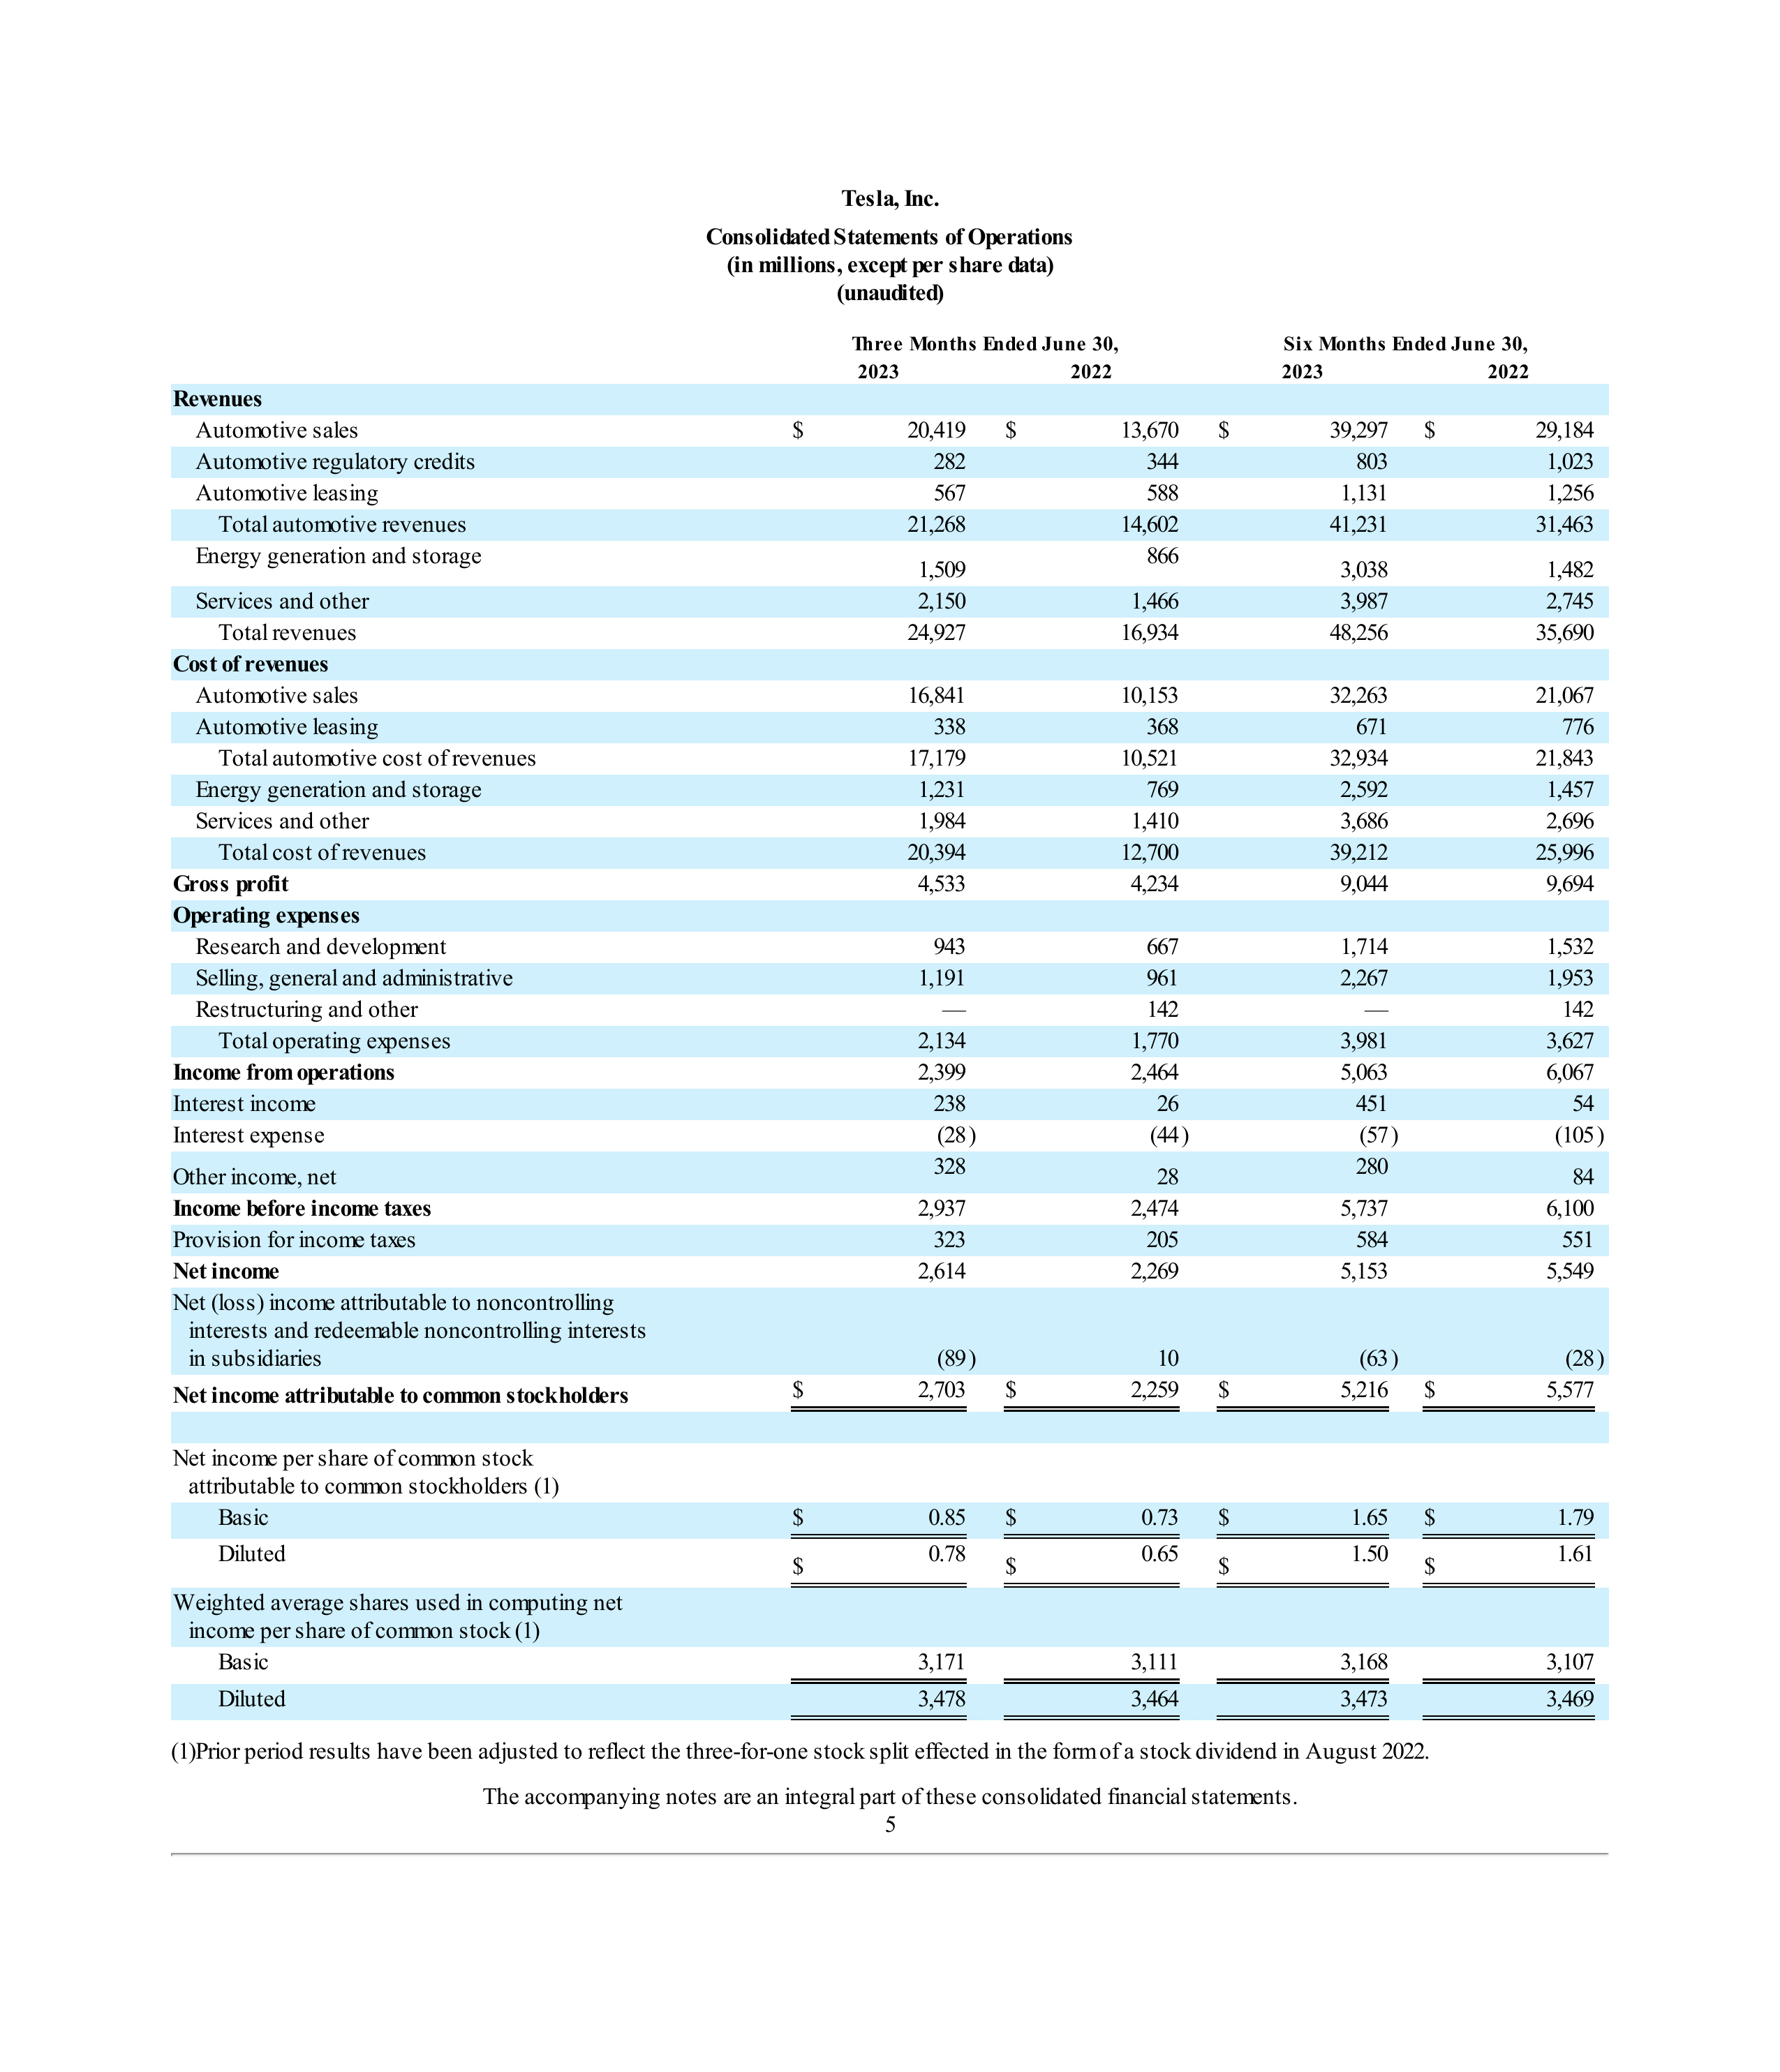 Tesla, Inc.
Consolidated Statements of Operations
(in millions, except per share data)
(unaudited)
Three Months Ended June 30, Six Months Ended June 30,
2023 2022 2023 2022
Revenues
Automotive sales $ 20,419 $ 13,670 $ 39,297 $ 29,184
Automotive regulatory credits 282 344 803 1,023
Automotive leasing 567 588 1,131 1,256
Total automotive revenues 21,268 14,602 41,231 31,463
Energy generation and storage 1,509 866 3,038 1,482
Services and other 2,150 1,466 3,987 2,745
Total revenues 24,927 16,934 48,256 35,690
Cost of revenues
Automotive sales 16,841 10,153 32,263 21,067
Automotive leasing 338 368 671 776
Total automotive cost of revenues 17,179 10,521 32,934 21,843
Energy generation and storage 1,231 769 2,592 1,457
Services and other 1,984 1,410 3,686 2,696
Total cost of revenues 20,394 12,700 39,212 25,996
Gross profit 4,533 4,234 9,044 9,694
Operating expenses
Research and development 943 667 1,714 1,532
Selling, general and administrative 1,191 961 2,267 1,953
Restructuring and other — 142 — 142
Total operating expenses 2,134 1,770 3,981 3,627
Income from operations 2,399 2,464 5,063 6,067
Interest income 238 26 451 54
Interest expense (28) (44) (57) (105)
Other income, net 328 28 280 84
Income before income taxes 2,937 2,474 5,737 6,100
Provision for income taxes 323 205 584 551
Net income 2,614 2,269 5,153 5,549
Net (loss) income attributable to noncontrolling
interests and redeemable noncontrolling interests
in subsidiaries (89) 10 (63) (28)
Net income attributable to common stockholders $ 2,703 $ 2,259 $ 5,216 $ 5,577
Net income per share of common stock
attributable to common stockholders (1)
Basic $ 0.85 $ 0.73 $ 1.65 $ 1.79
Diluted $ 0.78 $ 0.65 $ 1.50 $ 1.61
Weighted average shares used in computing net
income per share of common stock (1)
Basic 3,171 3,111 3,168 3,107
Diluted 3,478 3,464 3,473 3,469
(1)Prior period results have been adjusted to reflect the three-for-one stock split effected in the form of a stock dividend in August 2022.
The accompanying notes are an integral part of these consolidated financial statements.
5